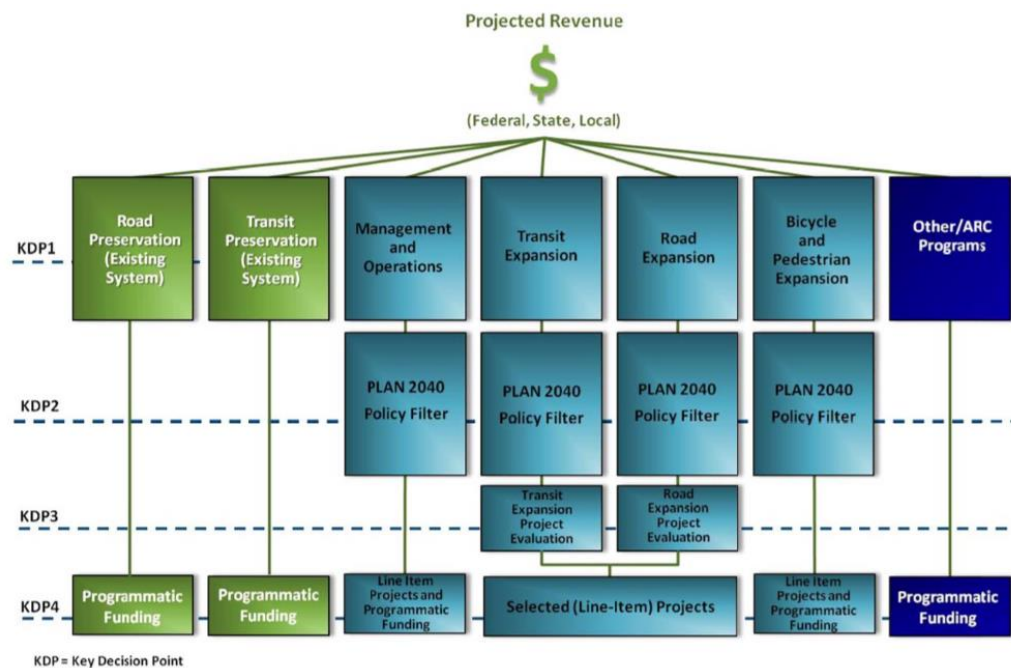 Projected Revenue
$
(Federal, State, Local)
KDP1
Road
Preservation
(Existing
System)
Transit
Preservation
(Existing
System)
Management
and
Operations
Transit
Expansion
Road
Expansion
Bicycle
and
Pedestrian
Expansion
Other/ARC
Programs
KDP2
PLAN 2040
Policy Filter
PLAN 2040
Policy Filter
PLAN 2040
Policy Filter
PLAN 2040
Policy Filter
KDP3
Transit
Expansion
Project
Evaluation
Road
Expansion
Project
Evaluation
KDP4
Programmatic
Funding
Programmatic
Funding
Line Item
Projects and
Programmatic
Funding
Selected (Line-Item) Projects
Line Item
Projects and
Programmatic
Funding
Programmatic
Funding
KDP = Key Decision Point